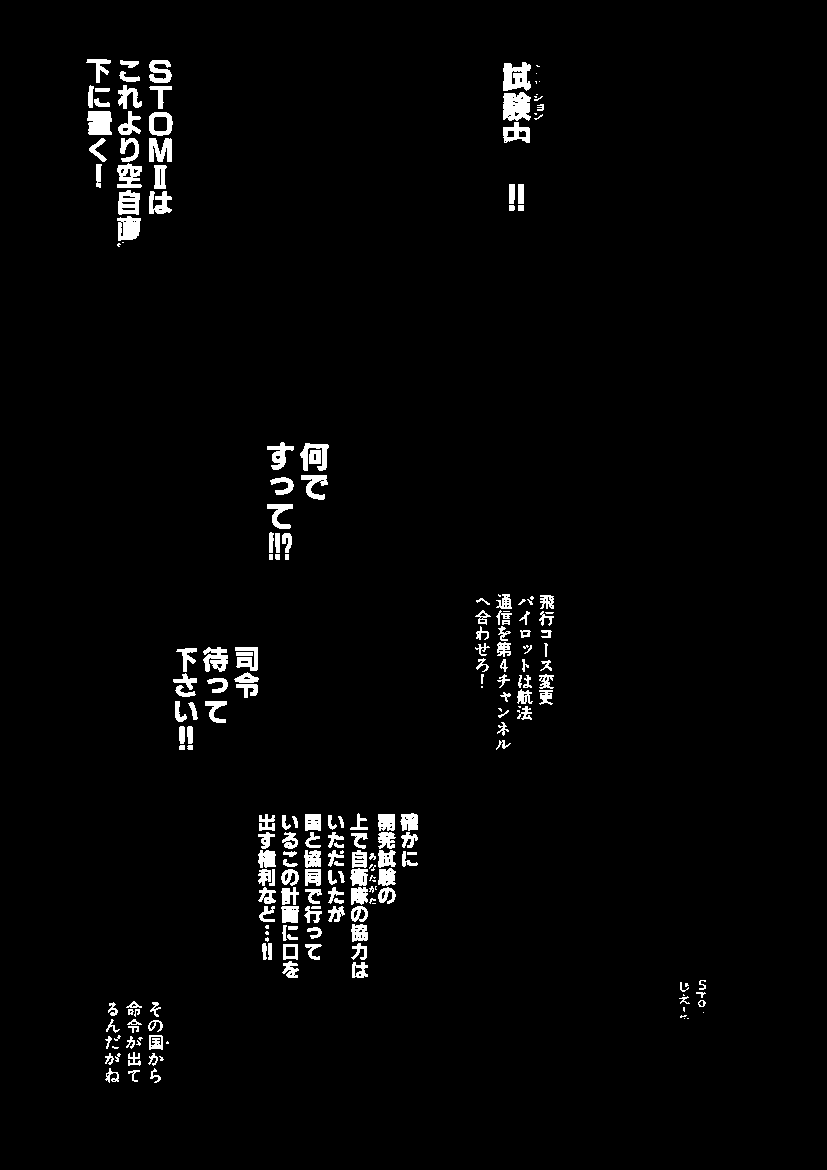 試験
!!
STOMⅡは
これより空自直
下に置く!
何で
すって!!?
飛行コース変更
パイロットは航法
通信を第4チャンネル
へ合わせろ!
司令
待って
下さい!!
確かに
開発試験の
上で自衛隊の協力は
いただいたが
国と協同で行って
いるこの計画に口を
出す権利など…!!
あなたがた
その国から
命令が出て
るんだがね